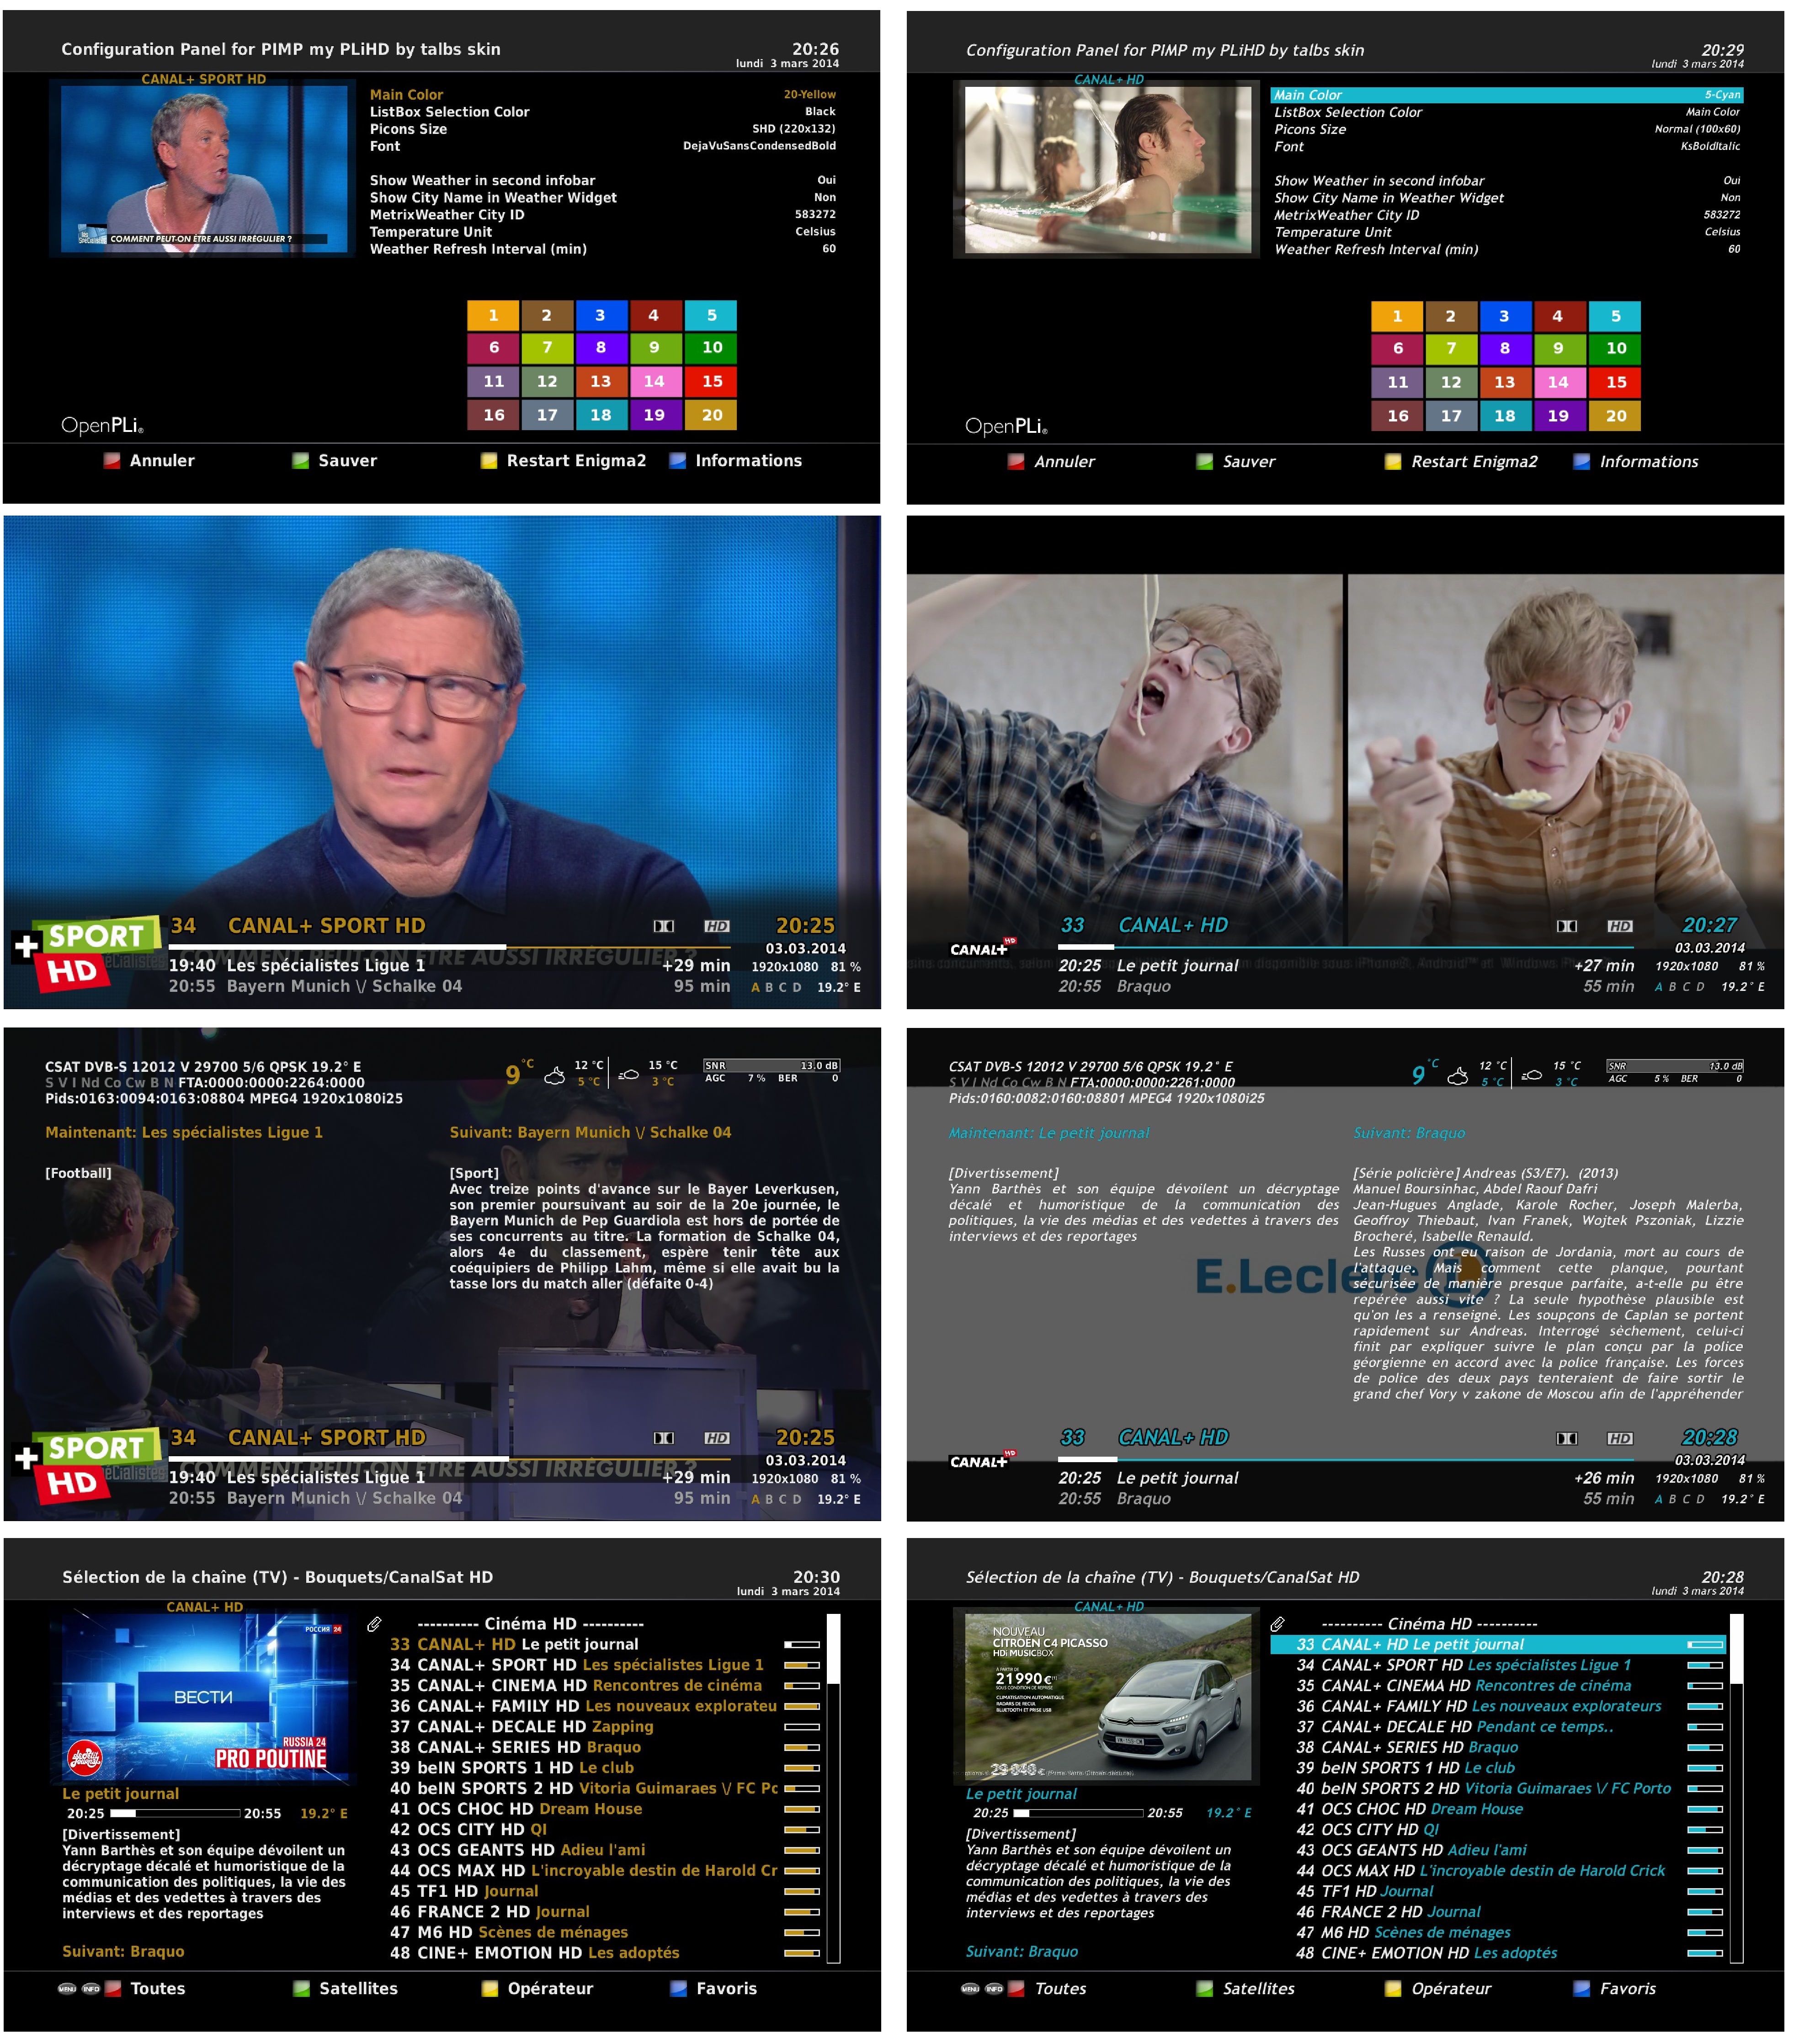 Configuration Panel for PIMP my PLiHD by talbs skin 20:26
lundi 3 mars 2014
CANAL+ SPORT HD
Main Color 20-Yellow
ListBox Selection Color Black
Picons Size SHD (220x132)
Font DejaVuSansCondensedBold
Show Weather in second infobar Oui
Show City Name in Weather Widget Non
MetrixWeather City ID 583272
Temperature Unit Celsius
Weather Refresh Interval (min) 60
COMMENT PEUT-ON ÊTRE AUSSI IRRÉGULIER ?
1 2 3 4 5
6 7 8 9 10
11 12 13 14 15
16 17 18 19 20
OpenPLi®
Annuler Sauver Restart Enigma2 Informations
Configuration Panel for PIMP my PLiHD by talbs skin 20:29
lundi 3 mars 2014
CANAL+ HD
Main Color 5-Cyan
ListBox Selection Color Main Color
Picons Size Normal (100x60)
Font KsBoldItalic
Show Weather in second infobar Oui
Show City Name in Weather Widget Non
MetrixWeather City ID 583272
Temperature Unit Celsius
Weather Refresh Interval (min) 60
1 2 3 4 5
6 7 8 9 10
11 12 13 14 15
16 17 18 19 20
OpenPLi®
Annuler Sauver Restart Enigma2 Informations
+ SPORT HD
34 CANAL+ SPORT HD HD 20:25
COMMENT PEUT-ON ÊTRE AUSSI IRRÉGULIER ?
03.03.2014
19:40 Les spécialistes Ligue 1 +29 min 1920x1080 81 %
20:55 Bayern Munich \/ Schalke 04 95 min A B C D 19.2° E
CANAL+ HD
33 CANAL+ HD HD 20:27
03.03.2014
20:25 Le petit journal +27 min 1920x1080 81 %
20:55 Braquo 55 min A B C D 19.2° E
CSAT DVB-S 12012 V 29700 5/6 QPSK 19.2° E
S V I Nd Co Cw B N FTA:0000:0000:2264:0000
Pids:0163:0094:0163:08804 MPEG4 1920x1080i25
9 °C 12 °C 15 °C SNR 13.0 dB
5 °C 3 °C AGC 7 % BER 0
Maintenant: Les spécialistes Ligue 1
[Football]
Suivant: Bayern Munich \/ Schalke 04
[Sport]
Avec treize points d'avance sur le Bayer Leverkusen,
son premier poursuivant au soir de la 20e journée, le
Bayern Munich de Pep Guardiola est hors de portée de
ses concurrents au titre. La formation de Schalke 04,
alors 4e du classement, espère tenir tête aux
coéquipiers de Philipp Lahm, même si elle avait bu la
tasse lors du match aller (défaite 0-4)
+ SPORT HD
34 CANAL+ SPORT HD HD 20:25
COMMENT PEUT-ON ÊTRE AUSSI IRRÉGULIER ?
03.03.2014
19:40 Les spécialistes Ligue 1 +29 min 1920x1080 81 %
20:55 Bayern Munich \/ Schalke 04 95 min A B C D 19.2° E
CSAT DVB-S 12012 V 29700 5/6 QPSK 19.2° E
S V I Nd Co Cw B N FTA:0000:0000:2261:0000
Pids:0160:0082:0160:08801 MPEG4 1920x1080i25
9 °C 12 °C 15 °C SNR 13.0 dB
5 °C 3 °C AGC 5 % BER 0
Maintenant: Le petit journal
[Divertissement]
Yann Barthès et son équipe dévoilent un décryptage
décalé et humoristique de la communication des
politiques, la vie des médias et des vedettes à travers des
interviews et des reportages
E.Leclerc L
Suivant: Braquo
[Série policière] Andreas (S3/E7). (2013)
Manuel Boursinhac, Abdel Raouf Dafri
Jean-Hugues Anglade, Karole Rocher, Joseph Malerba,
Geoffroy Thiebaut, Ivan Franek, Wojtek Pszoniak, Lizzie
Brocheré, Isabelle Renauld.
Les Russes ont eu raison de Jordania, mort au cours de
l'attaque. Mais comment cette planque, pourtant
sécurisée de manière presque parfaite, a-t-elle pu être
repérée aussi vite ? La seule hypothèse plausible est
qu'on les a renseigné. Les soupçons de Caplan se portent
rapidement sur Andreas. Interrogé sèchement, celui-ci
finit par expliquer suivre le plan conçu par la police
géorgienne en accord avec la police française. Les forces
de police des deux pays tenteraient de faire sortir le
grand chef Vory v zakone de Moscou afin de l'appréhender
CANAL+ HD
33 CANAL+ HD HD 20:28
03.03.2014
20:25 Le petit journal +26 min 1920x1080 81 %
20:55 Braquo 55 min A B C D 19.2° E
Sélection de la chaîne (TV) - Bouquets/CanalSat HD 20:30
lundi 3 mars 2014
CANAL+ HD
РОССИЯ 24
ВЕСТИ
RUSSIA 24
PRO POUTINE
Le petit journal
20:25 20:55 19.2° E
[Divertissement]
Yann Barthès et son équipe dévoilent un
décryptage décalé et humoristique de la
communication des politiques, la vie des
médias et des vedettes à travers des
interviews et des reportages
Suivant: Braquo
---------- Cinéma HD ----------
33 CANAL+ HD Le petit journal
34 CANAL+ SPORT HD Les spécialistes Ligue 1
35 CANAL+ CINEMA HD Rencontres de cinéma
36 CANAL+ FAMILY HD Les nouveaux explorateu
37 CANAL+ DECALE HD Zapping
38 CANAL+ SERIES HD Braquo
39 beIN SPORTS 1 HD Le club
40 beIN SPORTS 2 HD Vitoria Guimaraes \/ FC Pc
41 OCS CHOC HD Dream House
42 OCS CITY HD QI
43 OCS GEANTS HD Adieu l'ami
44 OCS MAX HD L'incroyable destin de Harold Cr
45 TF1 HD Journal
46 FRANCE 2 HD Journal
47 M6 HD Scènes de ménages
48 CINE+ EMOTION HD Les adoptés
MENU INFO Toutes Satellites Opérateur Favoris
Sélection de la chaîne (TV) - Bouquets/CanalSat HD 20:28
lundi 3 mars 2014
CANAL+ HD
NOUVEAU
CITROËN C4 PICASSO
HDi MUSICBOX
À PARTIR DE
21 990 €
SOUS CONDITION DE REPRISE
CLIMATISATION AUTOMATIQUE
RADARS DE RECUL
BLUETOOTH ET PRISE USB
Le petit journal
20:25 20:55 19.2° E
[Divertissement]
Yann Barthès et son équipe dévoilent un
décryptage décalé et humoristique de la
communication des politiques, la vie des
médias et des vedettes à travers des
interviews et des reportages
Suivant: Braquo
---------- Cinéma HD ----------
33 CANAL+ HD Le petit journal
34 CANAL+ SPORT HD Les spécialistes Ligue 1
35 CANAL+ CINEMA HD Rencontres de cinéma
36 CANAL+ FAMILY HD Les nouveaux explorateurs
37 CANAL+ DECALE HD Pendant ce temps..
38 CANAL+ SERIES HD Braquo
39 beIN SPORTS 1 HD Le club
40 beIN SPORTS 2 HD Vitoria Guimaraes \/ FC Porto
41 OCS CHOC HD Dream House
42 OCS CITY HD QI
43 OCS GEANTS HD Adieu l'ami
44 OCS MAX HD L'incroyable destin de Harold Crick
45 TF1 HD Journal
46 FRANCE 2 HD Journal
47 M6 HD Scènes de ménages
48 CINE+ EMOTION HD Les adoptés
MENU INFO Toutes Satellites Opérateur Favoris